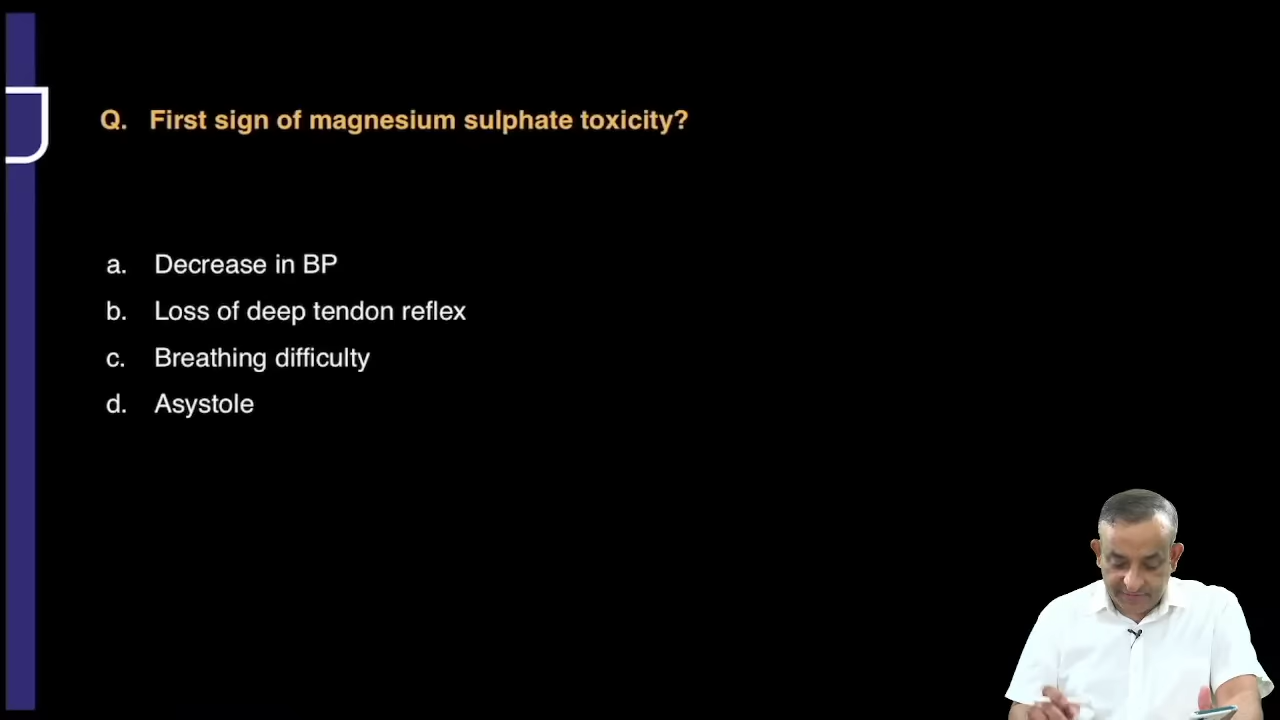 Q. First sign of magnesium sulphate toxicity?
a. Decrease in BP
b. Loss of deep tendon reflex
c. Breathing difficulty
d. Asystole